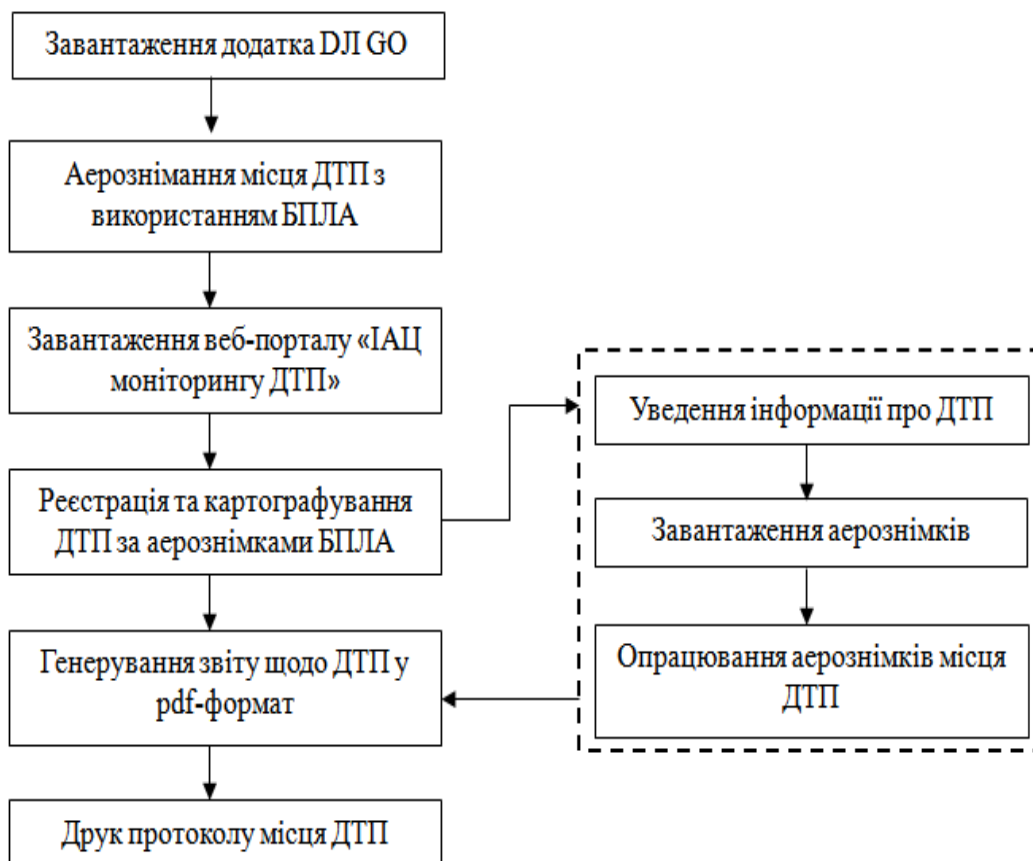 Завантаження додатка DЛ GO
Аерознімання місця ДТП з
використанням БПЛА
Завантаження веб-порталу «ІАЦ
моніторингу ДТП»
Реєстрація та картографування
ДТП за аерознімками БПЛА
Генерування звіту щодо ДТП у
pdf-формат
Друк протоколу місця ДТП
Уведення інформації про ДТП
Завантаження аерознімків
Опрацювання аерознімків місця
ДТП